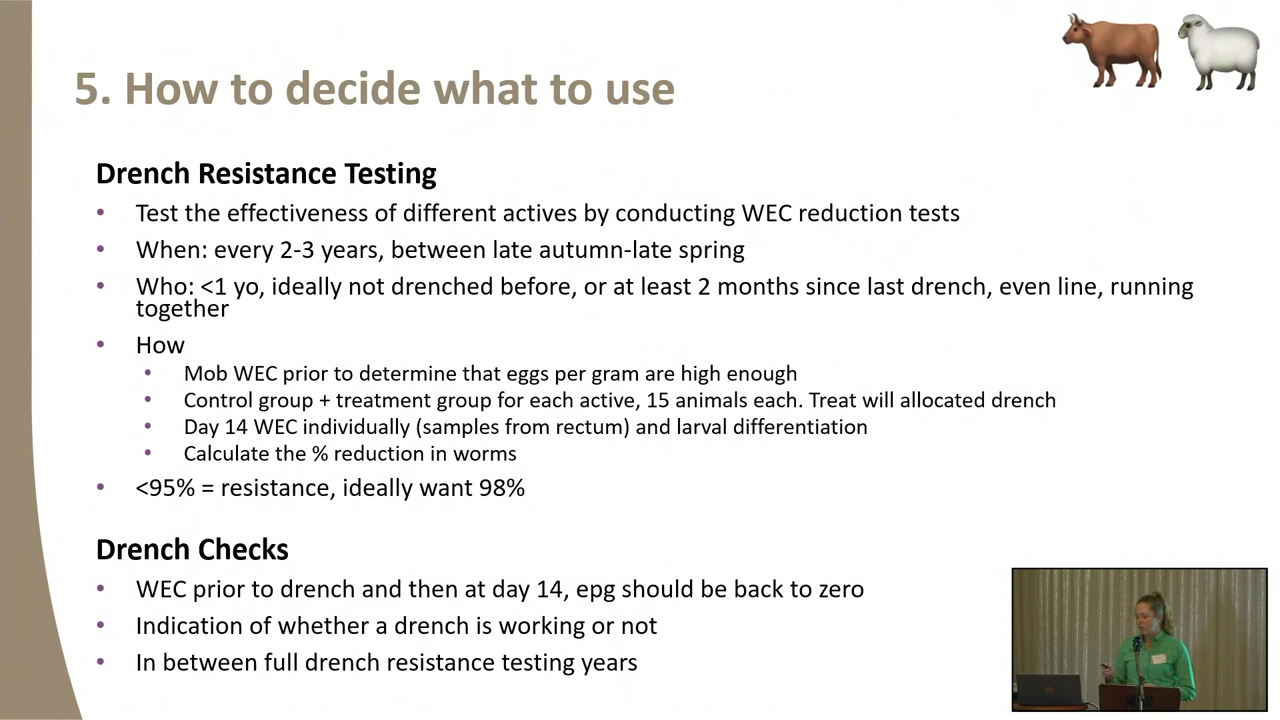 5. How to decide what to use
Drench Resistance Testing
• Test the effectiveness of different actives by conducting WEC reduction tests
• When: every 2-3 years, between late autumn-late spring
• Who: <1 yo, ideally not drenched before, or at least 2 months since last drench, even line, running
together
• How
• Mob WEC prior to determine that eggs per gram are high enough
• Control group + treatment group for each active, 15 animals each. Treat will allocated drench
• Day 14 WEC individually (samples from rectum) and larval differentiation
• Calculate the % reduction in worms
• <95% = resistance, ideally want 98%
Drench Checks
• WEC prior to drench and then at day 14, epg should be back to zero
• Indication of whether a drench is working or not
• In between full drench resistance testing years